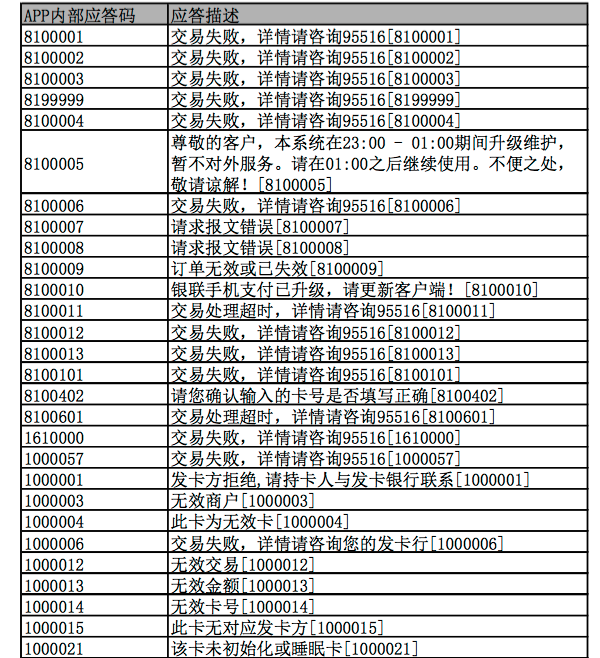 APP内部应答码 应答描述
8100001 交易失败，详情请咨询95516[8100001]
8100002 交易失败，详情请咨询95516[8100002]
8100003 交易失败，详情请咨询95516[8100003]
8199999 交易失败，详情请咨询95516[8199999]
8100004 交易失败，详情请咨询95516[8100004]
8100005 尊敬的客户，本系统在23:00 - 01:00期间升级维护，
暂不对外服务。请在01:00之后继续使用。不便之处，
敬请谅解！[8100005]
8100006 交易失败，详情请咨询95516[8100006]
8100007 请求报文错误[8100007]
8100008 请求报文错误[8100008]
8100009 订单无效或已失效[8100009]
8100010 银联手机支付已升级，请更新客户端！[8100010]
8100011 交易处理超时，详情请咨询95516[8100011]
8100012 交易失败，详情请咨询95516[8100012]
8100013 交易失败，详情请咨询95516[8100013]
8100101 交易失败，详情请咨询95516[8100101]
8100402 请您确认输入的卡号是否填写正确[8100402]
8100601 交易处理超时，详情请咨询95516[8100601]
1610000 交易失败，详情请咨询95516[1610000]
1000057 交易失败，详情请咨询95516[1000057]
1000001 发卡方拒绝,请持卡人与发卡银行联系[1000001]
1000003 无效商户[1000003]
1000004 此卡为无效卡[1000004]
1000006 交易失败，详情请咨询您的发卡行[1000006]
1000012 无效交易[1000012]
1000013 无效金额[1000013]
1000014 无效卡号[1000014]
1000015 此卡无对应发卡方[1000015]
1000021 该卡未初始化或睡眠卡[1000021]